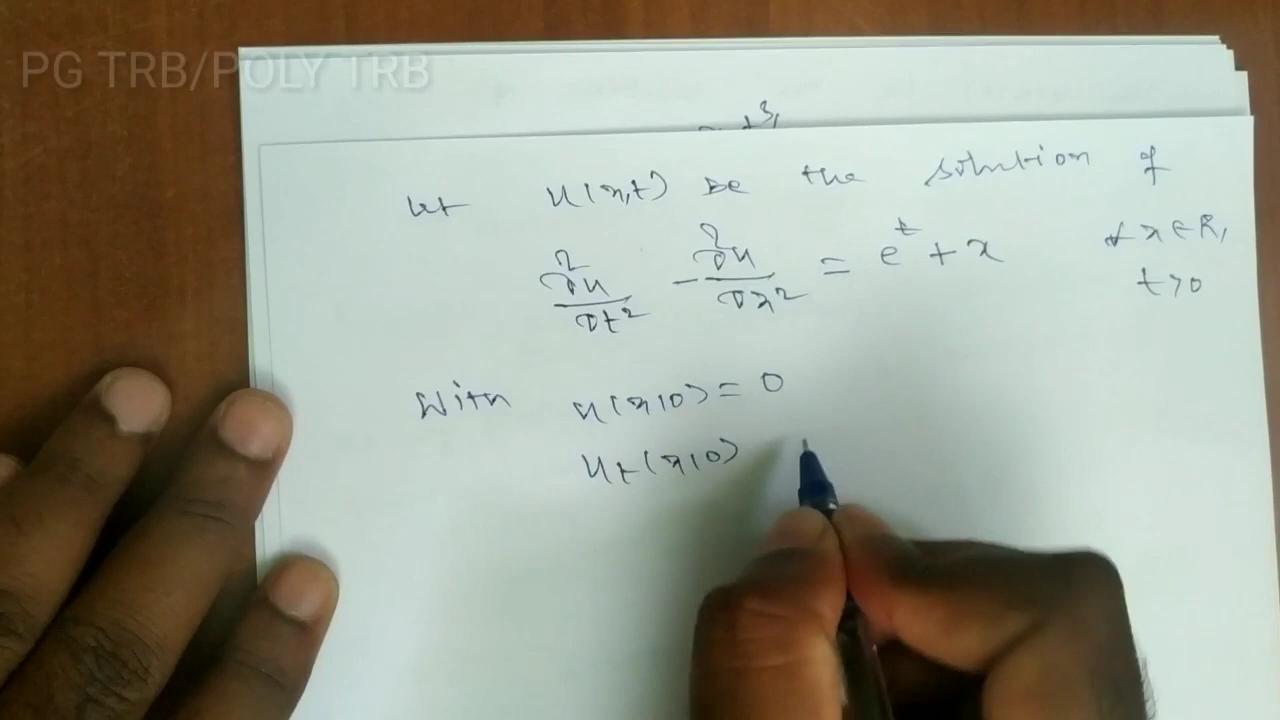 PG TRB/POLY TRB
let u(x,t) be the solution of
∂²u/∂t² - ∂²u/∂x² = e^t + x ∀ x ∈ R, t>0
With u(x,0) = 0
u_t(x,0)